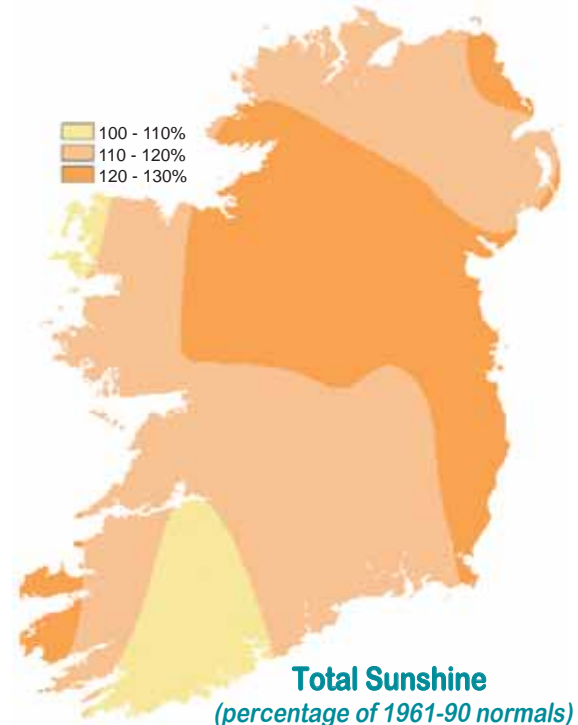 100 - 110%
110 - 120%
120 - 130%
Total Sunshine
(percentage of 1961-90 normals)